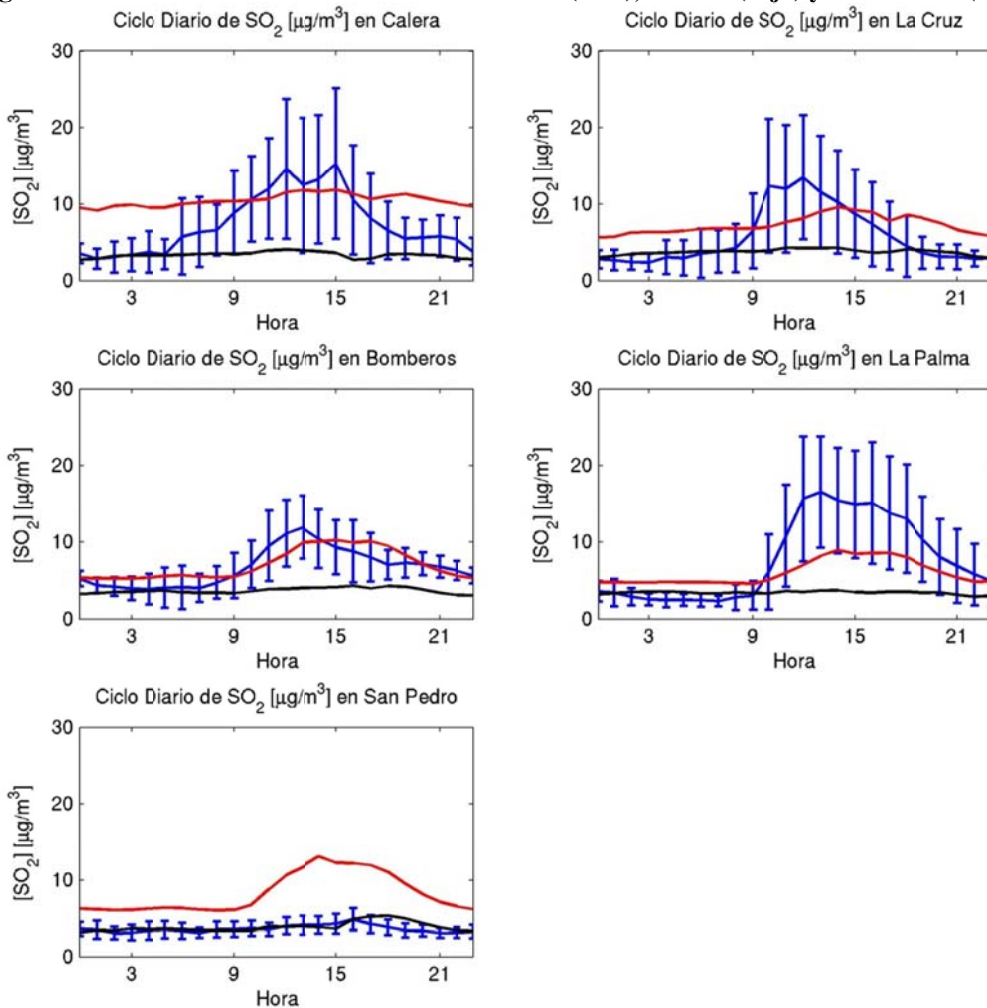 Ciclo Diario de SO2 [µg/m3] en Calera
Ciclo Diario de SO2 [µg/m3] en La Cruz
[SO2] [µg/m3]
30
20
10
0
3 9 15 21
Hora
[SO2] [µg/m3]
30
20
10
0
3 9 15 21
Hora
Ciclo Diario de SO2 [µg/m3] en Bomberos
Ciclo Diario de SO2 [µg/m3] en La Palma
[SO2] [µg/m3]
30
20
10
0
3 9 15 21
Hora
[SO2] [µg/m3]
30
20
10
0
3 9 15 21
Hora
Ciclo Diario de SO2 [µg/m3] en San Pedro
[SO2] [µg/m3]
30
20
10
0
3 9 15 21
Hora